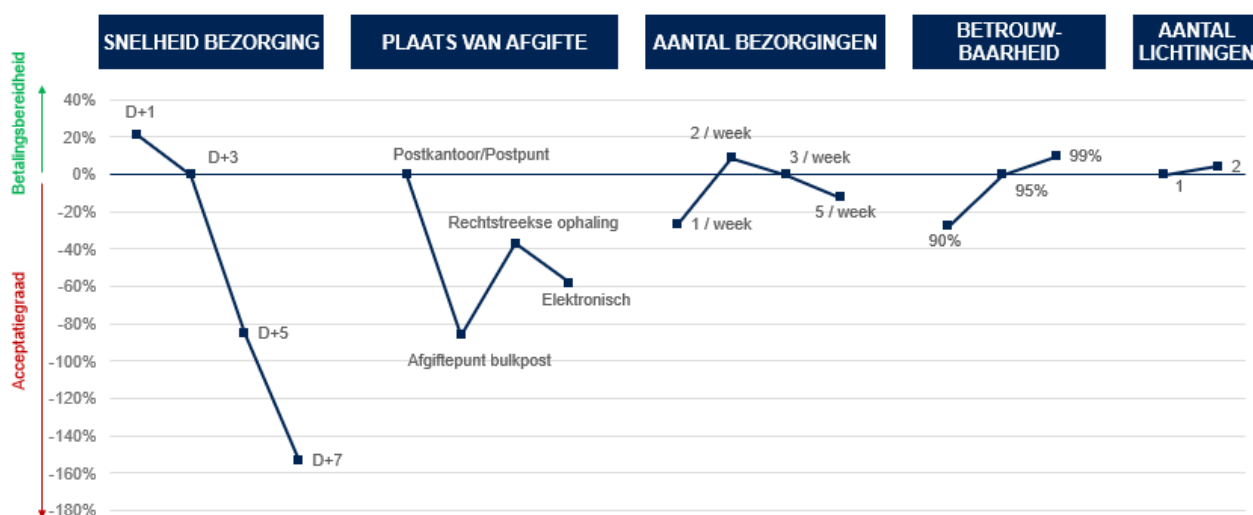 SNELHEID BEZORGING
PLAATS VAN AFGIFTE
AANTAL BEZORGINGEN
BETROUW-
BAARHEID
AANTAL
LICHTINGEN
Betalingsbereidheid
Acceptatiegraad
40%
20%
0%
-20%
-40%
-60%
-80%
-100%
-120%
-140%
-160%
-180%
D+1
D+3
D+5
D+7
Postkantoor/Postpunt
Rechtstreekse ophaling
Elektronisch
Afgiftepunt bulkpost
2 / week
3 / week
1 / week
5 / week
99%
95%
90%
1
2